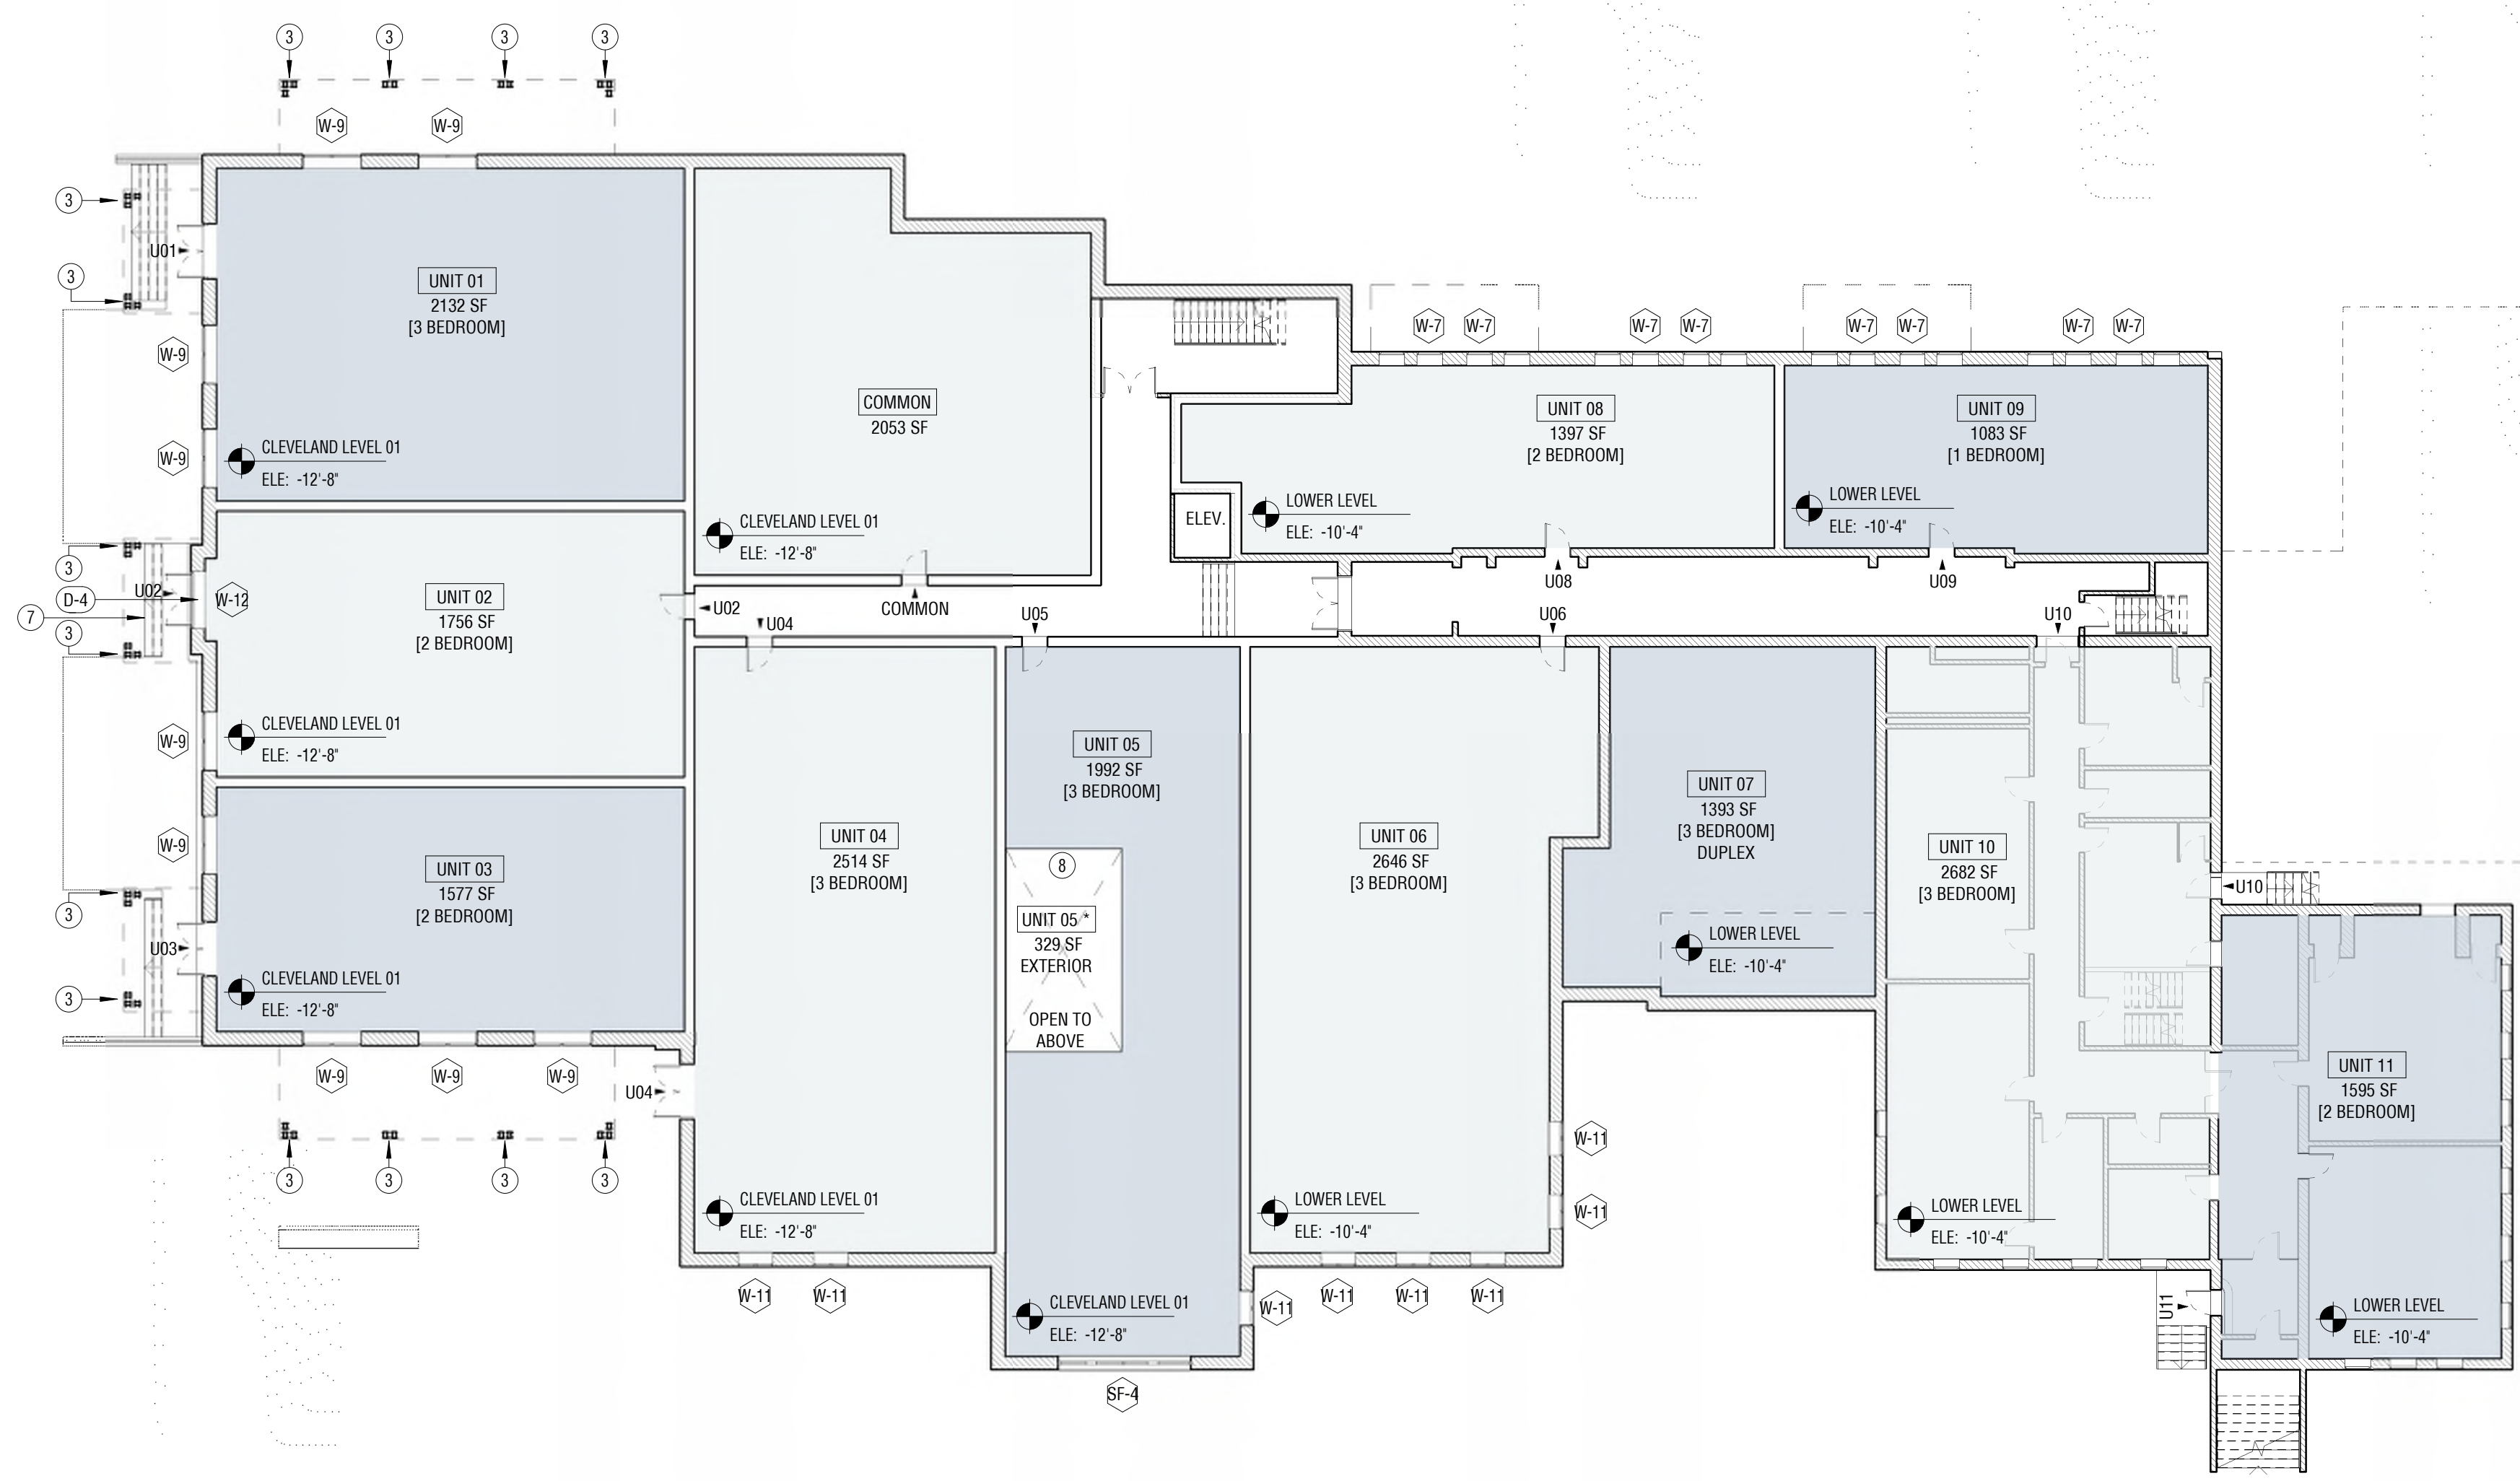 3
3
3
3
W-9
W-9
3
U01
3
UNIT 01
2132 SF
[3 BEDROOM]
W-9
W-9
CLEVELAND LEVEL 01
ELE: -12'-8"
COMMON
2053 SF
CLEVELAND LEVEL 01
ELE: -12'-8"
W-7
W-7
W-7
W-7
W-7
W-7
W-7
W-7
UNIT 08
1397 SF
[2 BEDROOM]
LOWER LEVEL
ELE: -10'-4"
UNIT 09
1083 SF
[1 BEDROOM]
LOWER LEVEL
ELE: -10'-4"
ELEV.
3
D-4
U02
W-12
7
3
UNIT 02
1756 SF
[2 BEDROOM]
U02
U04
COMMON
U05
U08
U06
U09
U10
W-9
CLEVELAND LEVEL 01
ELE: -12'-8"
W-9
UNIT 03
1577 SF
[2 BEDROOM]
3
U03
3
CLEVELAND LEVEL 01
ELE: -12'-8"
W-9
W-9
W-9
3
3
3
3
U04
UNIT 04
2514 SF
[3 BEDROOM]
CLEVELAND LEVEL 01
ELE: -12'-8"
W-11
W-11
UNIT 05
1992 SF
[3 BEDROOM]
8
UNIT 05 *
329 SF
EXTERIOR
OPEN TO
ABOVE
CLEVELAND LEVEL 01
ELE: -12'-8"
W-11
SF-4
UNIT 06
2646 SF
[3 BEDROOM]
LOWER LEVEL
ELE: -10'-4"
W-11
W-11
W-11
W-11
W-11
UNIT 07
1393 SF
[3 BEDROOM]
DUPLEX
LOWER LEVEL
ELE: -10'-4"
UNIT 10
2682 SF
[3 BEDROOM]
LOWER LEVEL
ELE: -10'-4"
U10
UNIT 11
1595 SF
[2 BEDROOM]
U11
LOWER LEVEL
ELE: -10'-4"